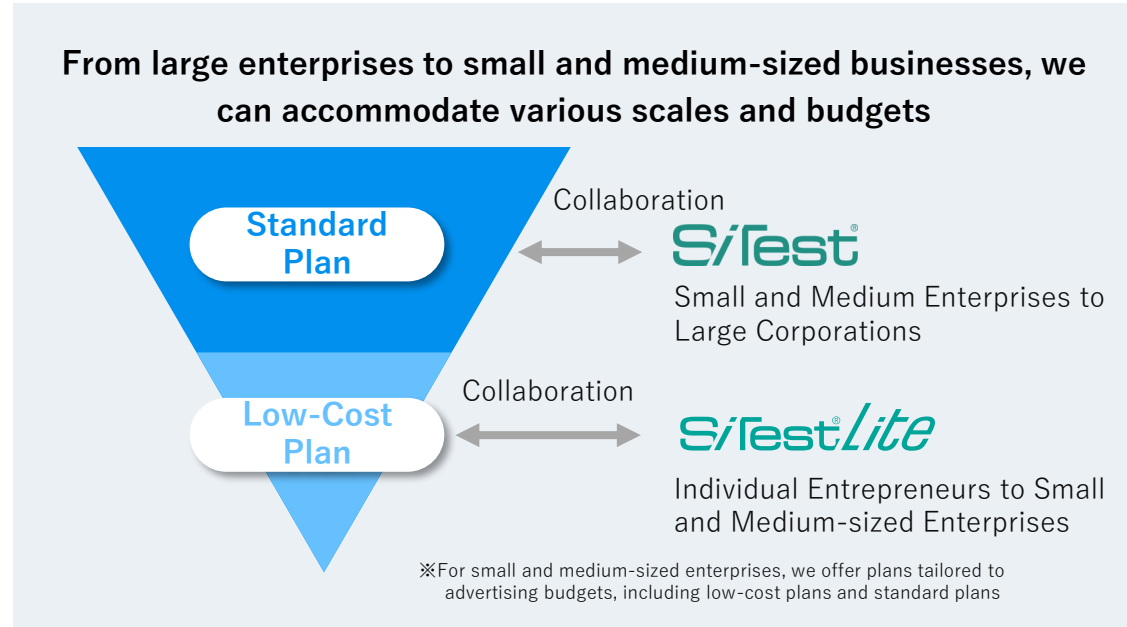 From large enterprises to small and medium-sized businesses, we
can accommodate various scales and budgets
Standard
Plan
Collaboration
SiTest®
Small and Medium Enterprises to
Large Corporations
Low-Cost
Plan
Collaboration
SiTest®Lite
Individual Entrepreneurs to Small
and Medium-sized Enterprises
※For small and medium-sized enterprises, we offer plans tailored to
advertising budgets, including low-cost plans and standard plans